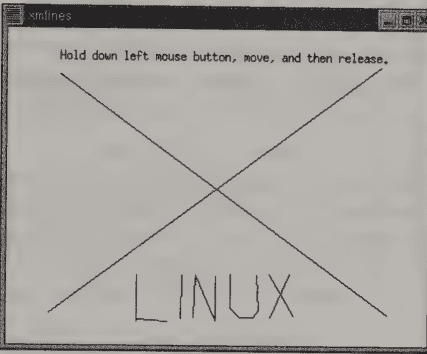 xmlines
Hold down left mouse button, move, and then release.
LINUX